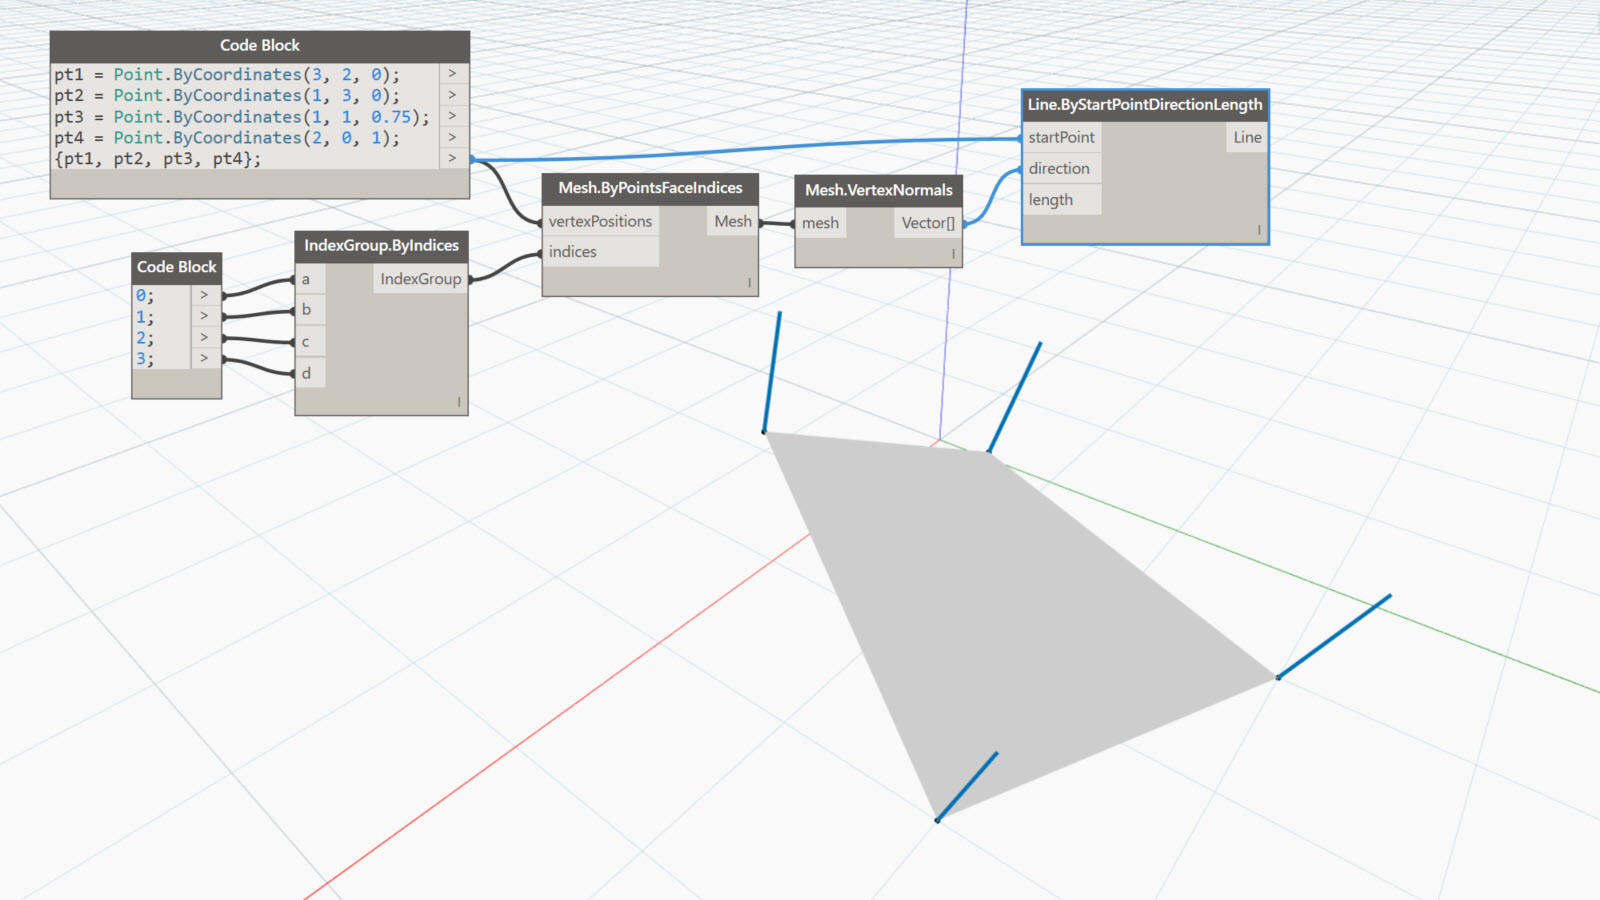 Code Block
pt1 = Point.ByCoordinates(3, 2, 0); >
pt2 = Point.ByCoordinates(1, 3, 0); >
pt3 = Point.ByCoordinates(1, 1, 0.75); >
pt4 = Point.ByCoordinates(2, 0, 1); >
{pt1, pt2, pt3, pt4}; >
Line.ByStartPointDirectionLength
startPoint Line
direction
length
l
Mesh.ByPointsFaceIndices
vertexPositions Mesh
indices
l
Mesh.VertexNormals
mesh Vector[]
l
IndexGroup.ByIndices
a IndexGroup
b
c
d
l
Code Block
0; >
1; >
2; >
3; >